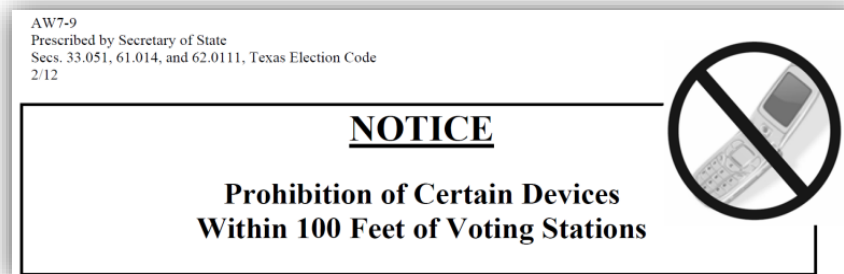 AW7-9
Prescribed by Secretary of State
Secs. 33.051, 61.014, and 62.0111, Texas Election Code
2/12
NOTICE
Prohibition of Certain Devices
Within 100 Feet of Voting Stations